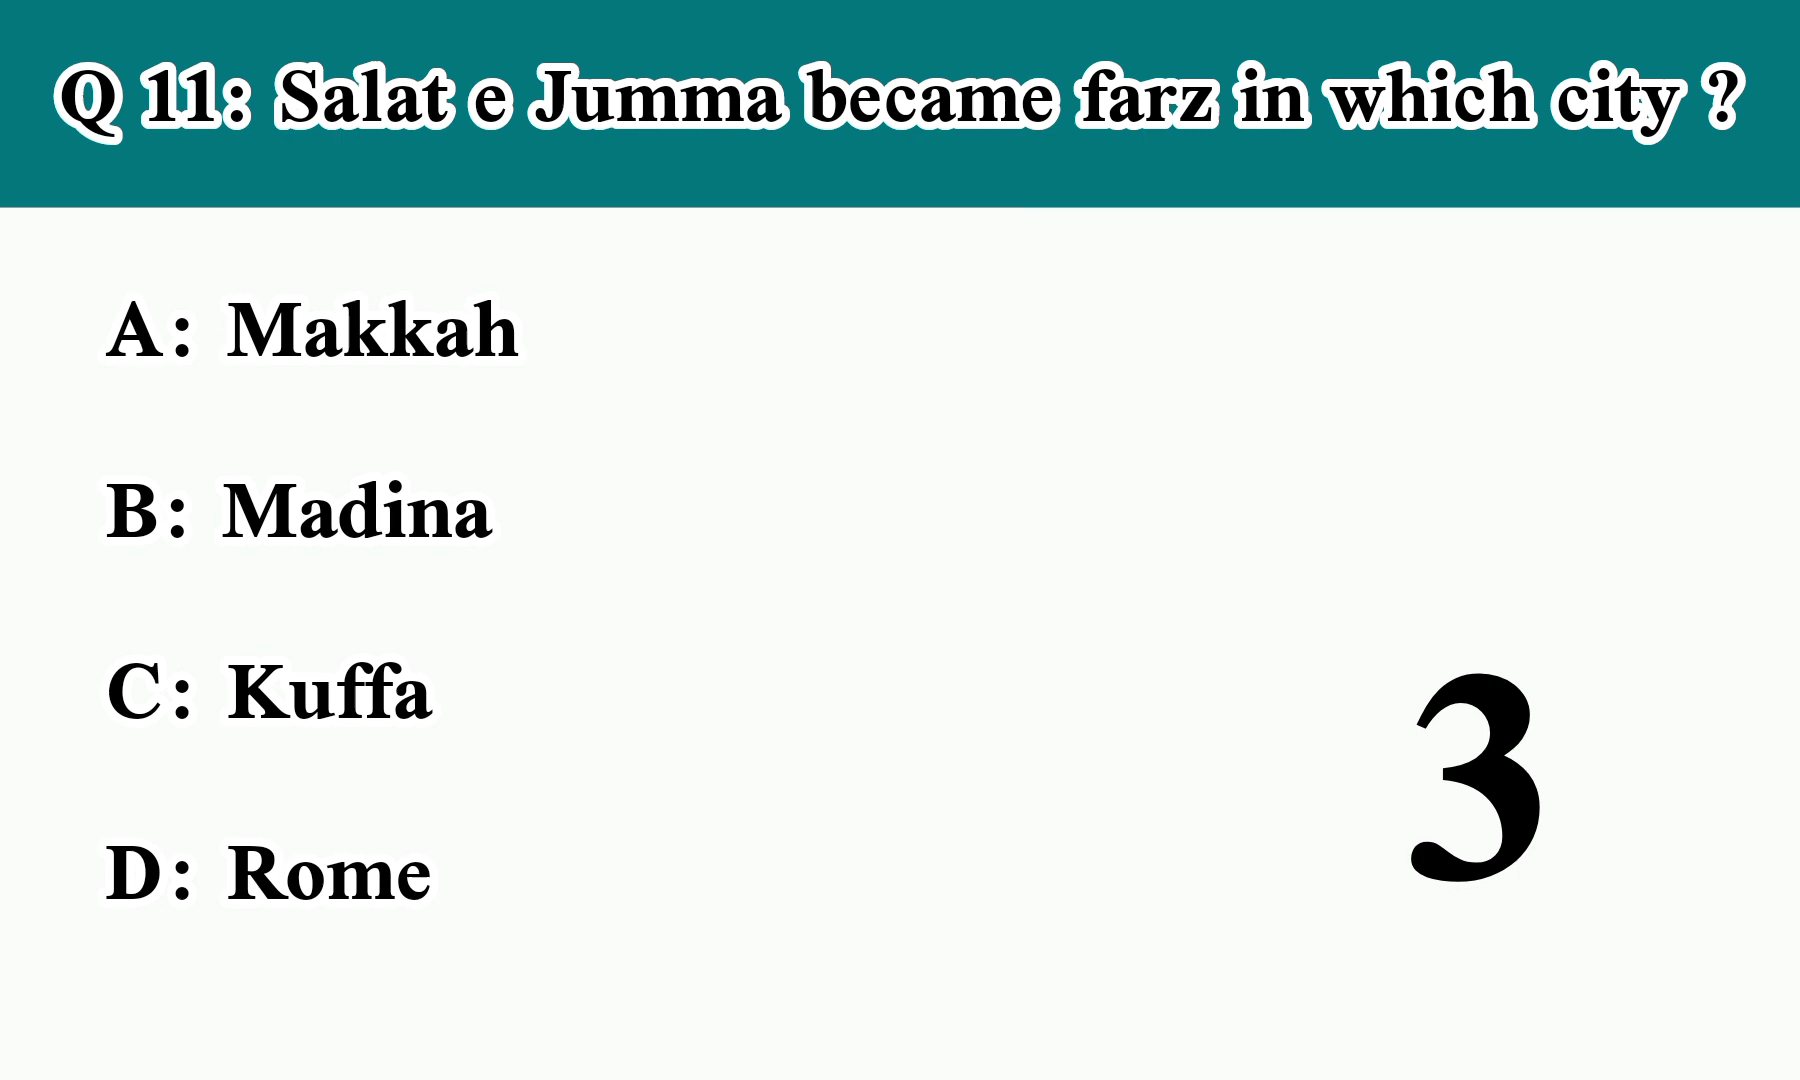 Q 11: Salat e Jumma became farz in which city ?
A: Makkah
B: Madina
C: Kuffa
D: Rome
3